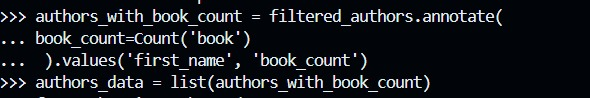 >>> authors_with_book_count = filtered_authors.annotate(
... book_count=Count('book')
...  ).values('first_name', 'book_count')
>>> authors_data = list(authors_with_book_count)